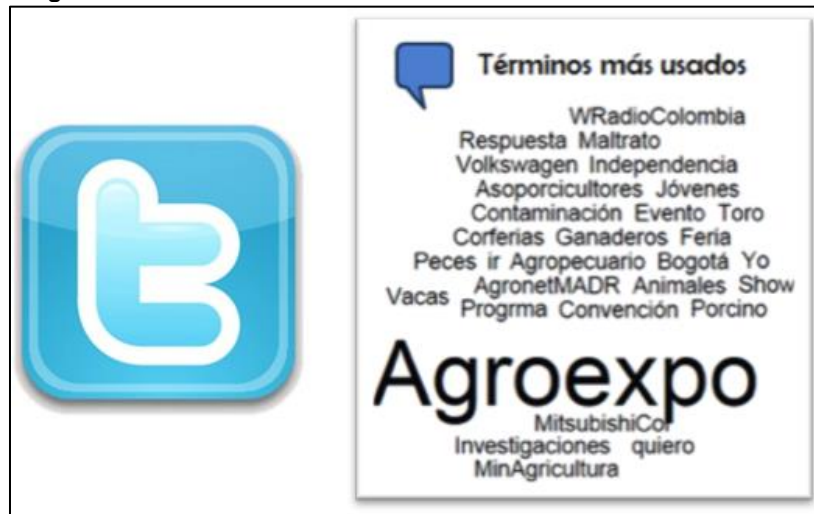 Términos más usados
WRadioColombia
Respuesta Maltrato
Volkswagen Independencia
Asoporcicultores Jóvenes
Contaminación Evento Toro
Corferias Ganaderos Feria
Peces ir Agropecuario Bogotá Yo
Vacas AgronetMADR Animales Show
Progrma Convención Porcino
Agroexpo
MitsubishiCor
Investigaciones quiero
MinAgricultura